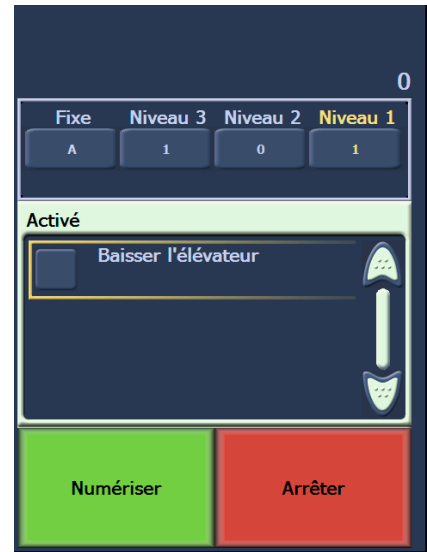 0
Fixe Niveau 3 Niveau 2 Niveau 1
A 1 0 1
Activé
Baisser l'élévateur
Numériser Arrêter